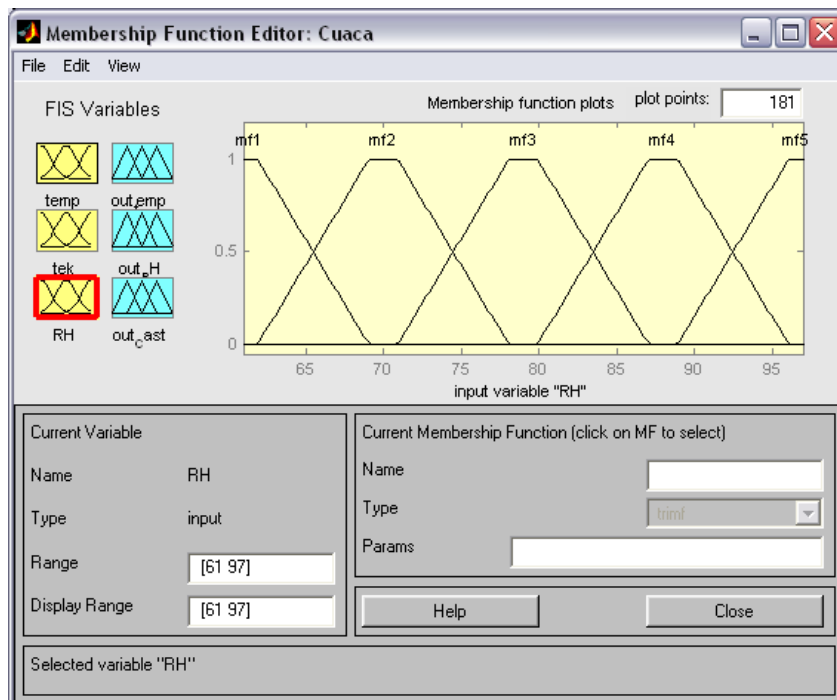 Membership Function Editor: Cuaca
File Edit View
FIS Variables
Membership function plots plot points: 181
mf1 mf2 mf3 mf4 mf5
1
0.5
0
temp out_temp
tek out_RH
RH out_Cast
65 70 75 80 85 90 95
input variable "RH"
Current Variable
Name RH
Type input
Range [61 97]
Display Range [61 97]
Current Membership Function (click on MF to select)
Name
Type trimf
Params
Help Close
Selected variable "RH"